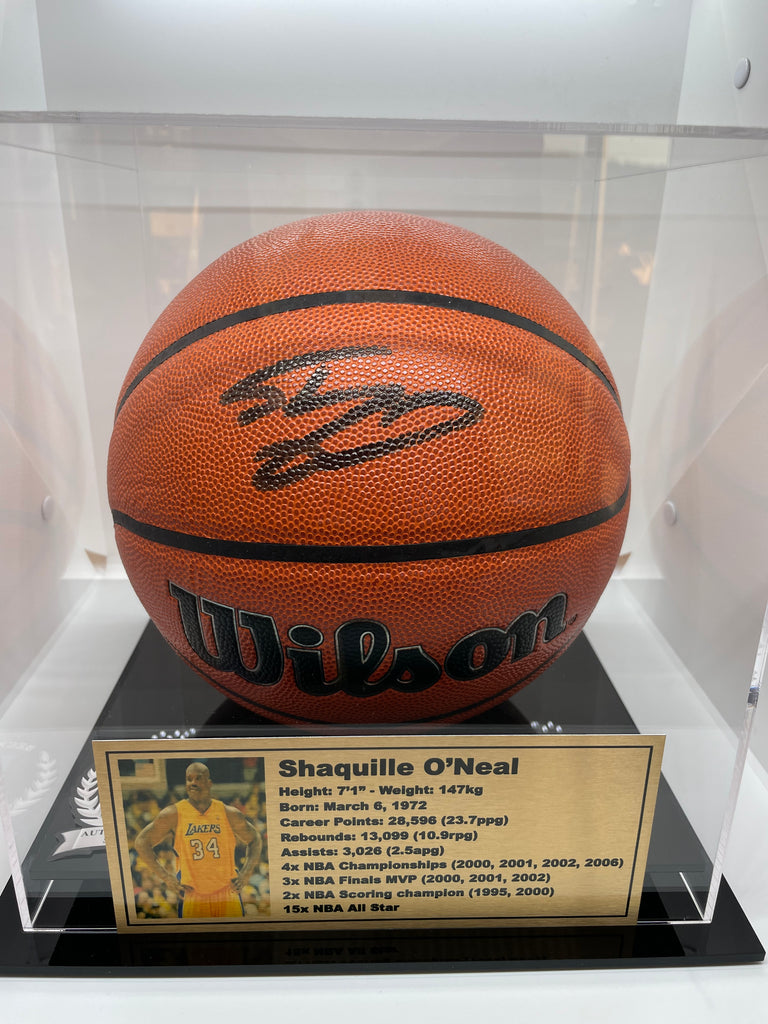 Wilson
Shaquille O'Neal
Height: 7'1" - Weight: 147kg
Born: March 6, 1972
Career Points: 28,596 (23.7ppg)
Rebounds: 13,099 (10.9rpg)
Assists: 3,026 (2.5apg)
4x NBA Championships (2000, 2001, 2002, 2006)
3x NBA Finals MVP (2000, 2001, 2002)
2x NBA Scoring champion (1995, 2000)
15x NBA All Star
LAKERS
34